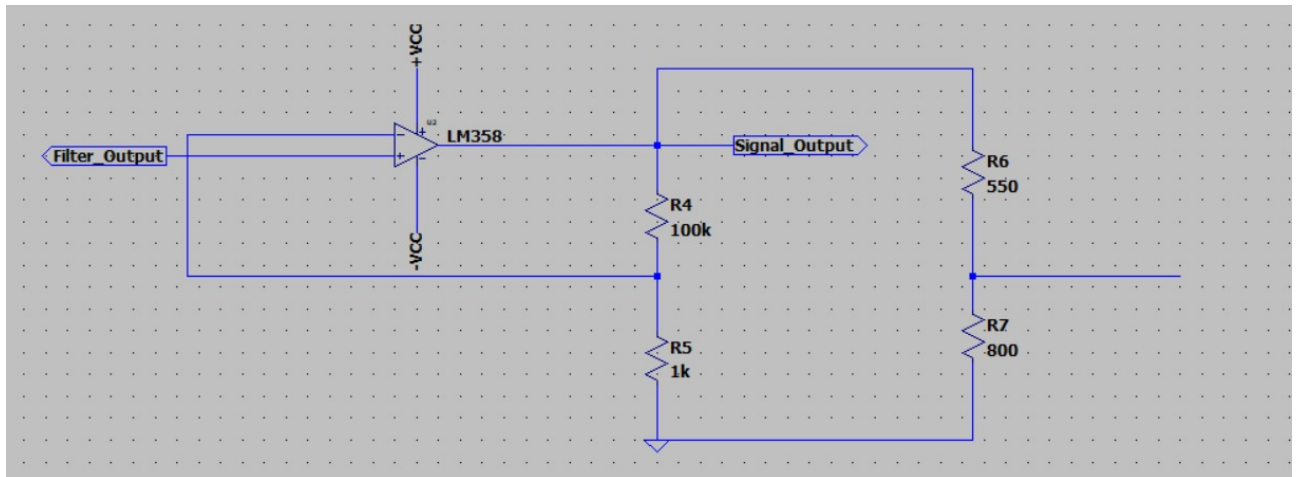 +VCC
U2
LM358
Filter_Output
Signal_Output
R6
550
R4
100k
-VCC
R7
800
R5
1k